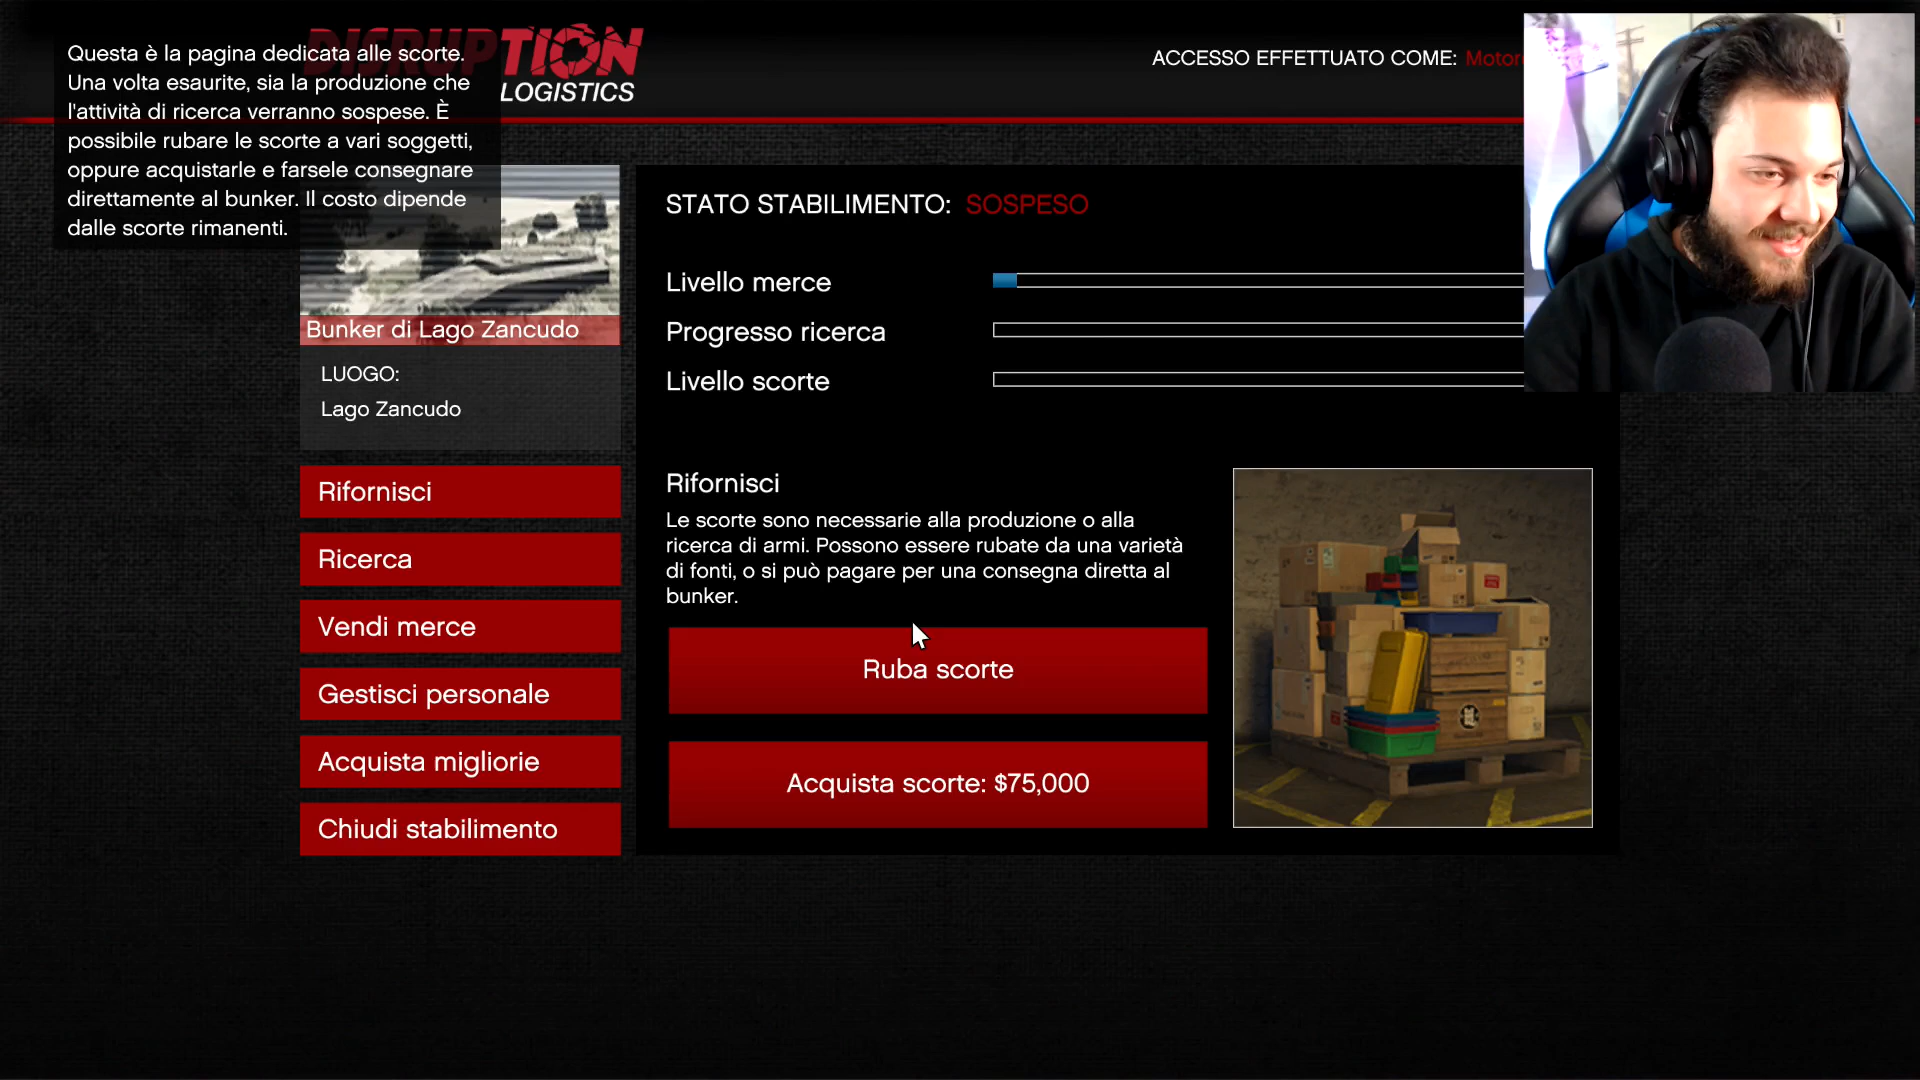 Questa è la pagina dedicata alle scorte.
Una volta esaurite, sia la produzione che
l'attività di ricerca verranno sospese. È
possibile rubare le scorte a vari soggetti,
oppure acquistarle e farsele consegnare
direttamente al bunker. Il costo dipende
dalle scorte rimanenti.
DISRUPTION
LOGISTICS
ACCESSO EFFETTUATO COME:
Bunker di Lago Zancudo
LUOGO:
Lago Zancudo
Rifornisci
Ricerca
Vendi merce
Gestisci personale
Acquista migliorie
Chiudi stabilimento
STATO STABILIMENTO: SOSPESO
Livello merce
Progresso ricerca
Livello scorte
Rifornisci
Le scorte sono necessarie alla produzione o alla
ricerca di armi. Possono essere rubate da una varietà
di fonti, o si può pagare per una consegna diretta al
bunker.
Ruba scorte
Acquista scorte: $75,000